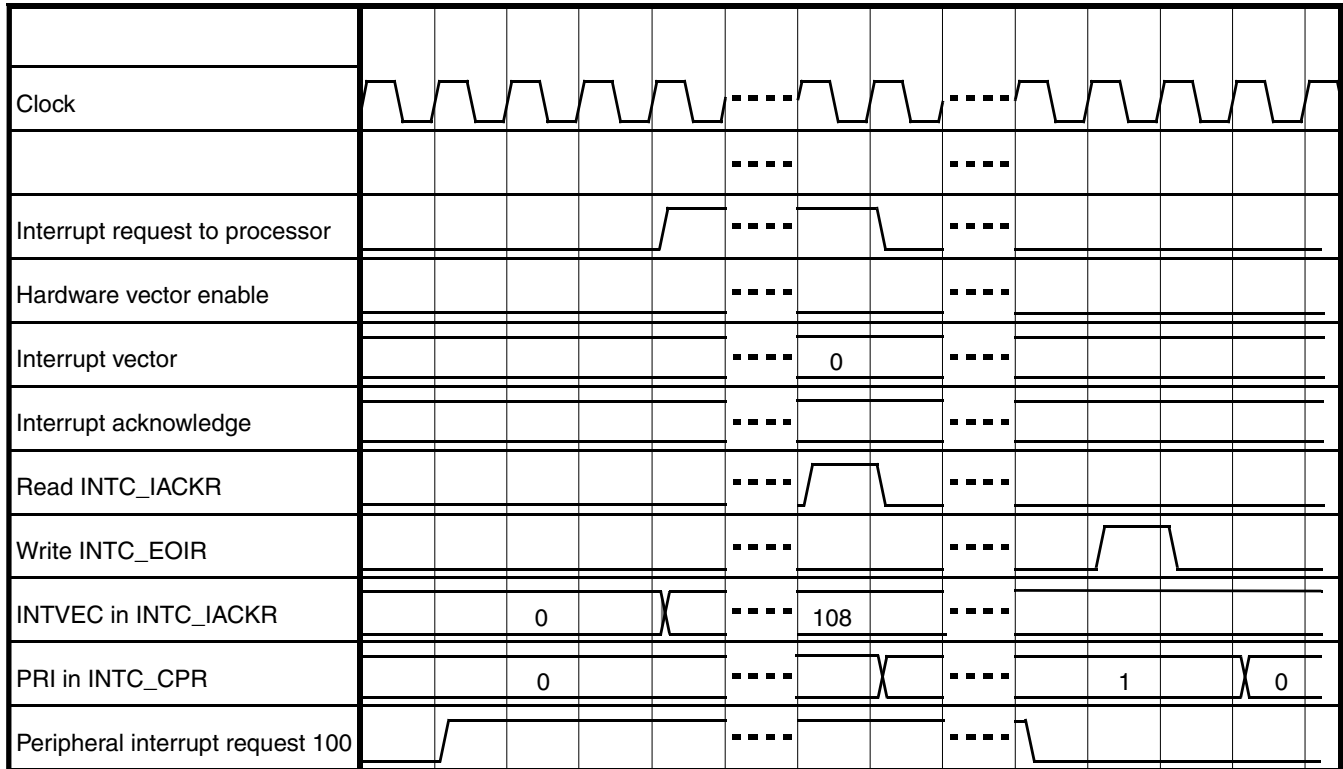 Clock
Interrupt request to processor
Hardware vector enable
Interrupt vector 0
Interrupt acknowledge
Read INTC_IACKR
Write INTC_EOIR
INTVEC in INTC_IACKR 0 108
PRI in INTC_CPR 0 1 0
Peripheral interrupt request 100